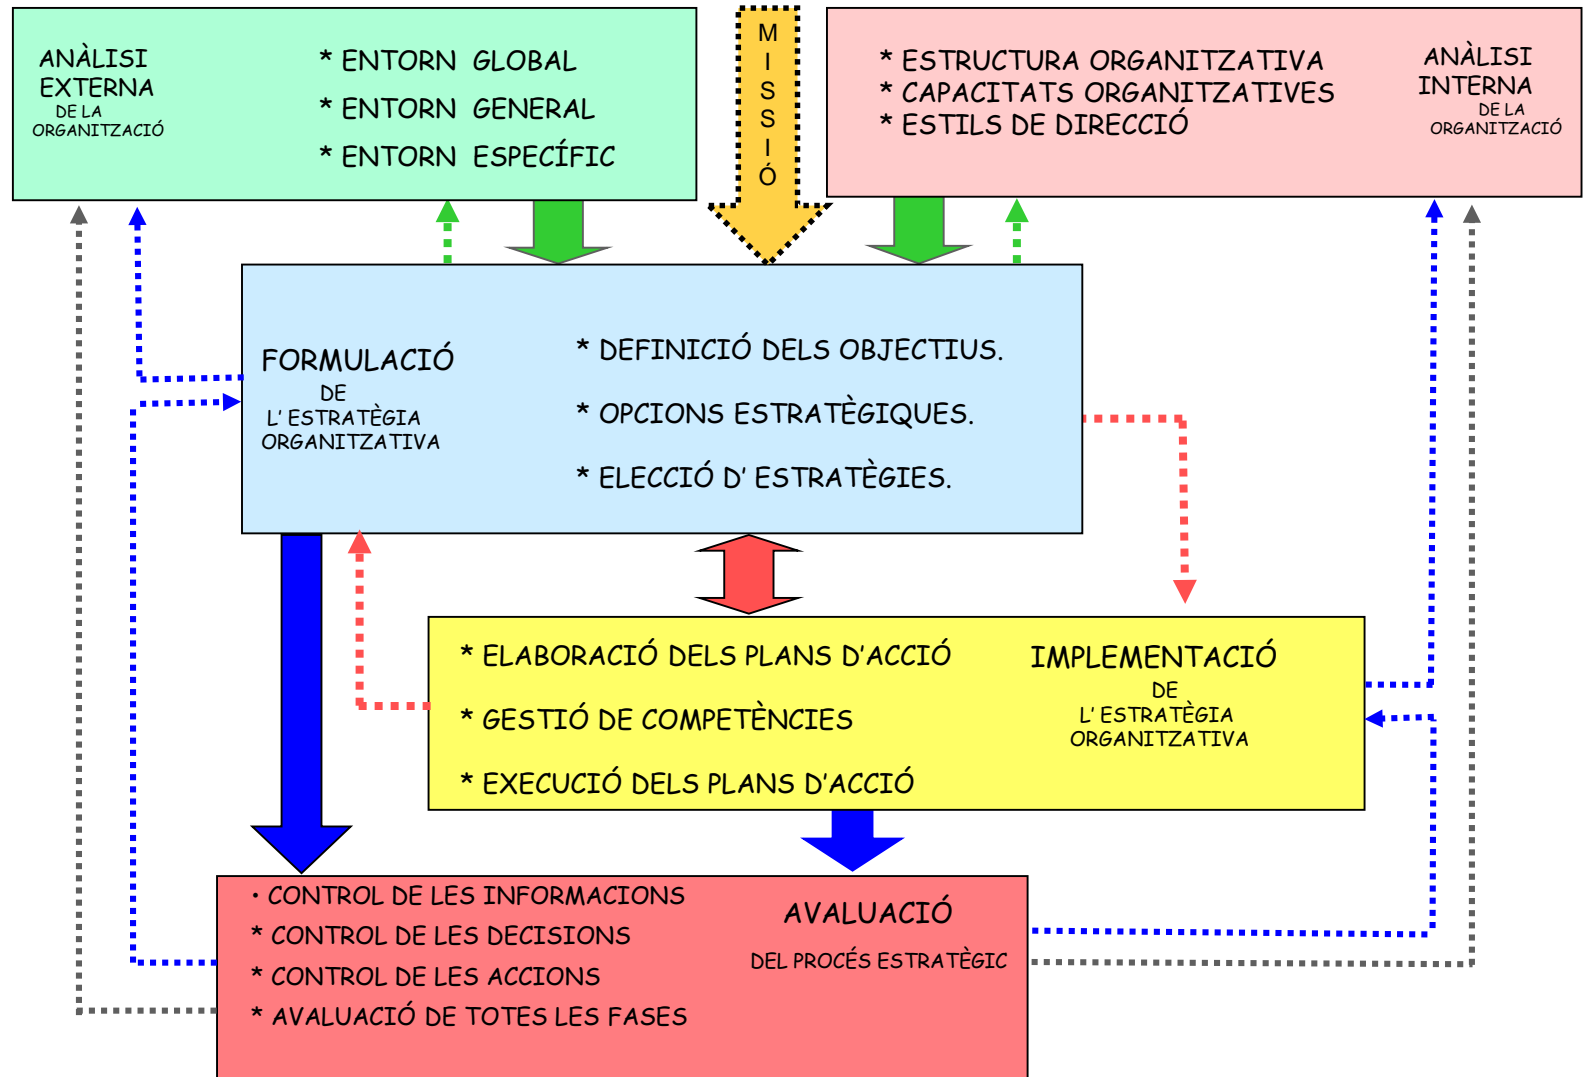 ANÀLISI
EXTERNA
DE LA
ORGANITZACIÓ
* ENTORN GLOBAL
* ENTORN GENERAL
* ENTORN ESPECÍFIC
M
I
S
S
I
Ó
* ESTRUCTURA ORGANITZATIVA
* CAPACITATS ORGANITZATIVES
* ESTILS DE DIRECCIÓ
ANÀLISI
INTERNA
DE LA
ORGANITZACIÓ
FORMULACIÓ
DE
L' ESTRATÈGIA
ORGANITZATIVA
* DEFINICIÓ DELS OBJECTIUS.
* OPCIONS ESTRATÈGIQUES.
* ELECCIÓ D' ESTRATÈGIES.
* ELABORACIÓ DELS PLANS D'ACCIÓ
* GESTIÓ DE COMPETÈNCIES
* EXECUCIÓ DELS PLANS D'ACCIÓ
IMPLEMENTACIÓ
DE
L' ESTRATÈGIA
ORGANITZATIVA
• CONTROL DE LES INFORMACIONS
* CONTROL DE LES DECISIONS
* CONTROL DE LES ACCIONS
* AVALUACIÓ DE TOTES LES FASES
AVALUACIÓ
DEL PROCÉS ESTRATÈGIC